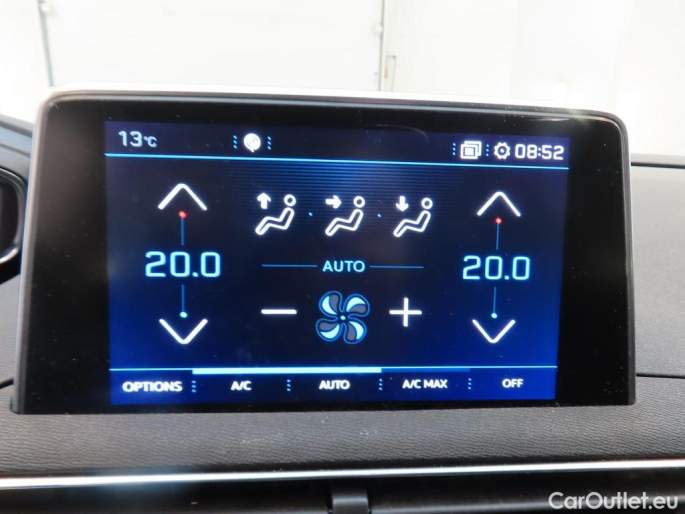 13°C 08:52
20.0 20.0
AUTO
OPTIONS A/C AUTO A/C MAX OFF
CarOutlet.eu